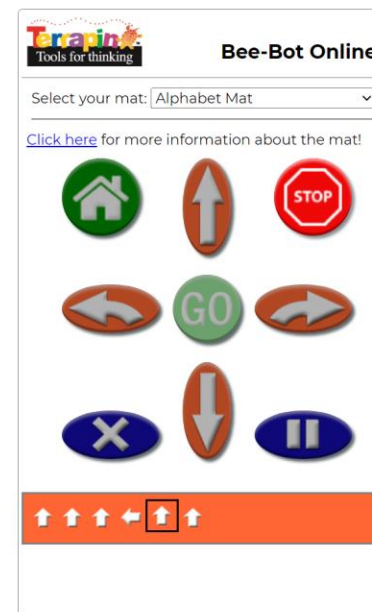 Terrapin
Tools for thinking
Bee-Bot Online
Select your mat: Alphabet Mat
Click here for more information about the mat!
STOP
GO